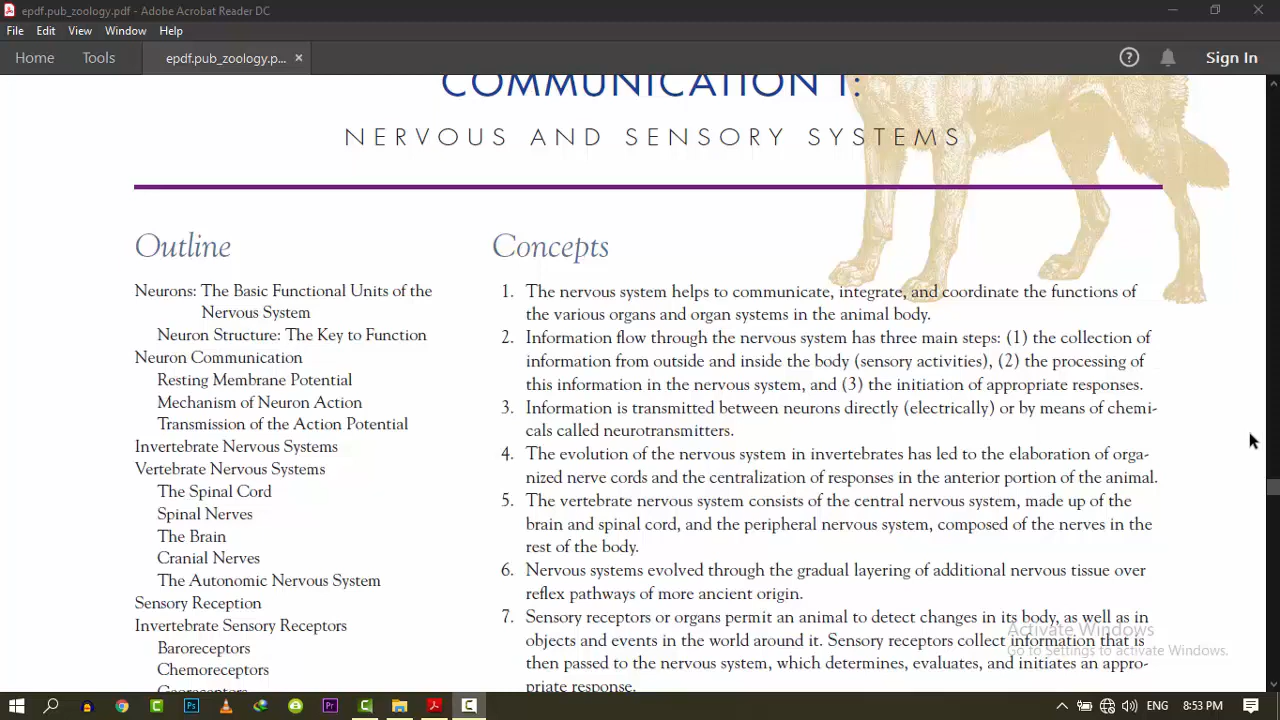 epdf.pub_zoology.pdf - Adobe Acrobat Reader DC
File Edit View Window Help
Home Tools epdf.pub_zoology.p... × Sign In
COMMUNICATION I:
NERVOUS AND SENSORY SYSTEMS
Outline
Neurons: The Basic Functional Units of the
Nervous System
Neuron Structure: The Key to Function
Neuron Communication
Resting Membrane Potential
Mechanism of Neuron Action
Transmission of the Action Potential
Invertebrate Nervous Systems
Vertebrate Nervous Systems
The Spinal Cord
Spinal Nerves
The Brain
Cranial Nerves
The Autonomic Nervous System
Sensory Reception
Invertebrate Sensory Receptors
Baroreceptors
Chemoreceptors
Georeceptors
Concepts
1. The nervous system helps to communicate, integrate, and coordinate the functions of
the various organs and organ systems in the animal body.
2. Information flow through the nervous system has three main steps: (1) the collection of
information from outside and inside the body (sensory activities), (2) the processing of
this information in the nervous system, and (3) the initiation of appropriate responses.
3. Information is transmitted between neurons directly (electrically) or by means of chemi-
cals called neurotransmitters.
4. The evolution of the nervous system in invertebrates has led to the elaboration of orga-
nized nerve cords and the centralization of responses in the anterior portion of the animal.
5. The vertebrate nervous system consists of the central nervous system, made up of the
brain and spinal cord, and the peripheral nervous system, composed of the nerves in the
rest of the body.
6. Nervous systems evolved through the gradual layering of additional nervous tissue over
reflex pathways of more ancient origin.
7. Sensory receptors or organs permit an animal to detect changes in its body, as well as in
objects and events in the world around it. Sensory receptors collect information that is
then passed to the nervous system, which determines, evaluates, and initiates an appro-
priate response.
Activate Windows
Go to Settings to activate Windows.
ENG 8:53 PM